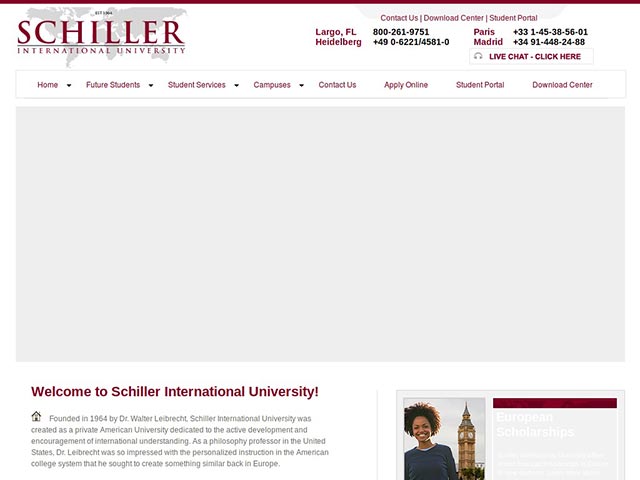 EST 1964
SCHILLER
INTERNATIONAL UNIVERSITY
Contact Us | Download Center | Student Portal
Largo, FL 800-261-9751 Paris +33 1-45-38-56-01
Heidelberg +49 0-6221/4581-0 Madrid +34 91-448-24-88
LIVE CHAT - CLICK HERE
Home Future Students Student Services Campuses Contact Us Apply Online Student Portal Download Center
Welcome to Schiller International University!
Founded in 1964 by Dr. Walter Leibrecht, Schiller International University was
created as a private American University dedicated to the active development and
encouragement of international understanding. As a philosophy professor in the United
States, Dr. Leibrecht was so impressed with the personalized instruction in the American
college system that he sought to create something similar back in Europe.
European
Scholarships